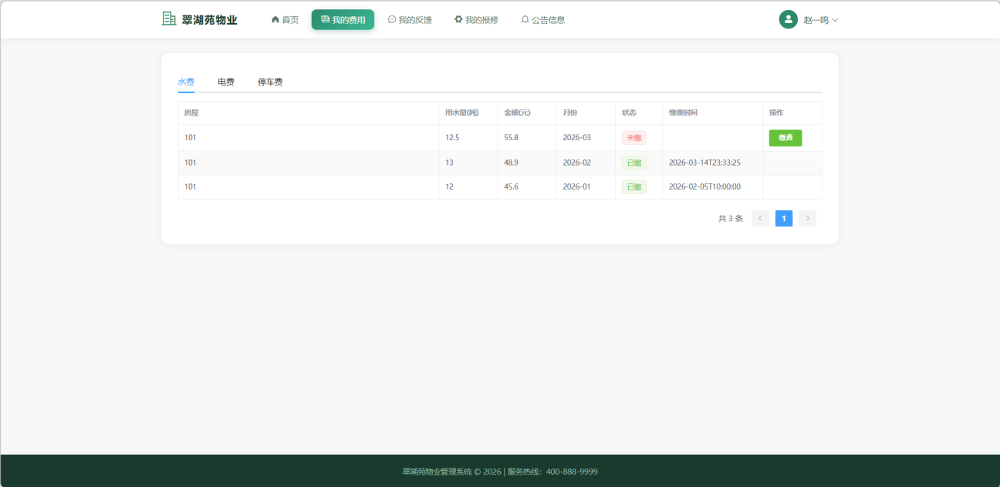 翠湖苑物业 首页 我的费用 我的反馈 我的报修 公告信息 赵一鸣
水费 电费 停车费
房屋 用水量(吨) 金额(元) 月份 状态 缴费时间 操作
101 12.5 55.8 2026-03 未缴 缴费
101 13 48.9 2026-02 已缴 2026-03-14T23:33:25
101 12 45.6 2026-01 已缴 2026-02-05T10:00:00
共 3 条 1
翠湖苑物业管理系统 © 2026 | 服务热线：400-888-9999